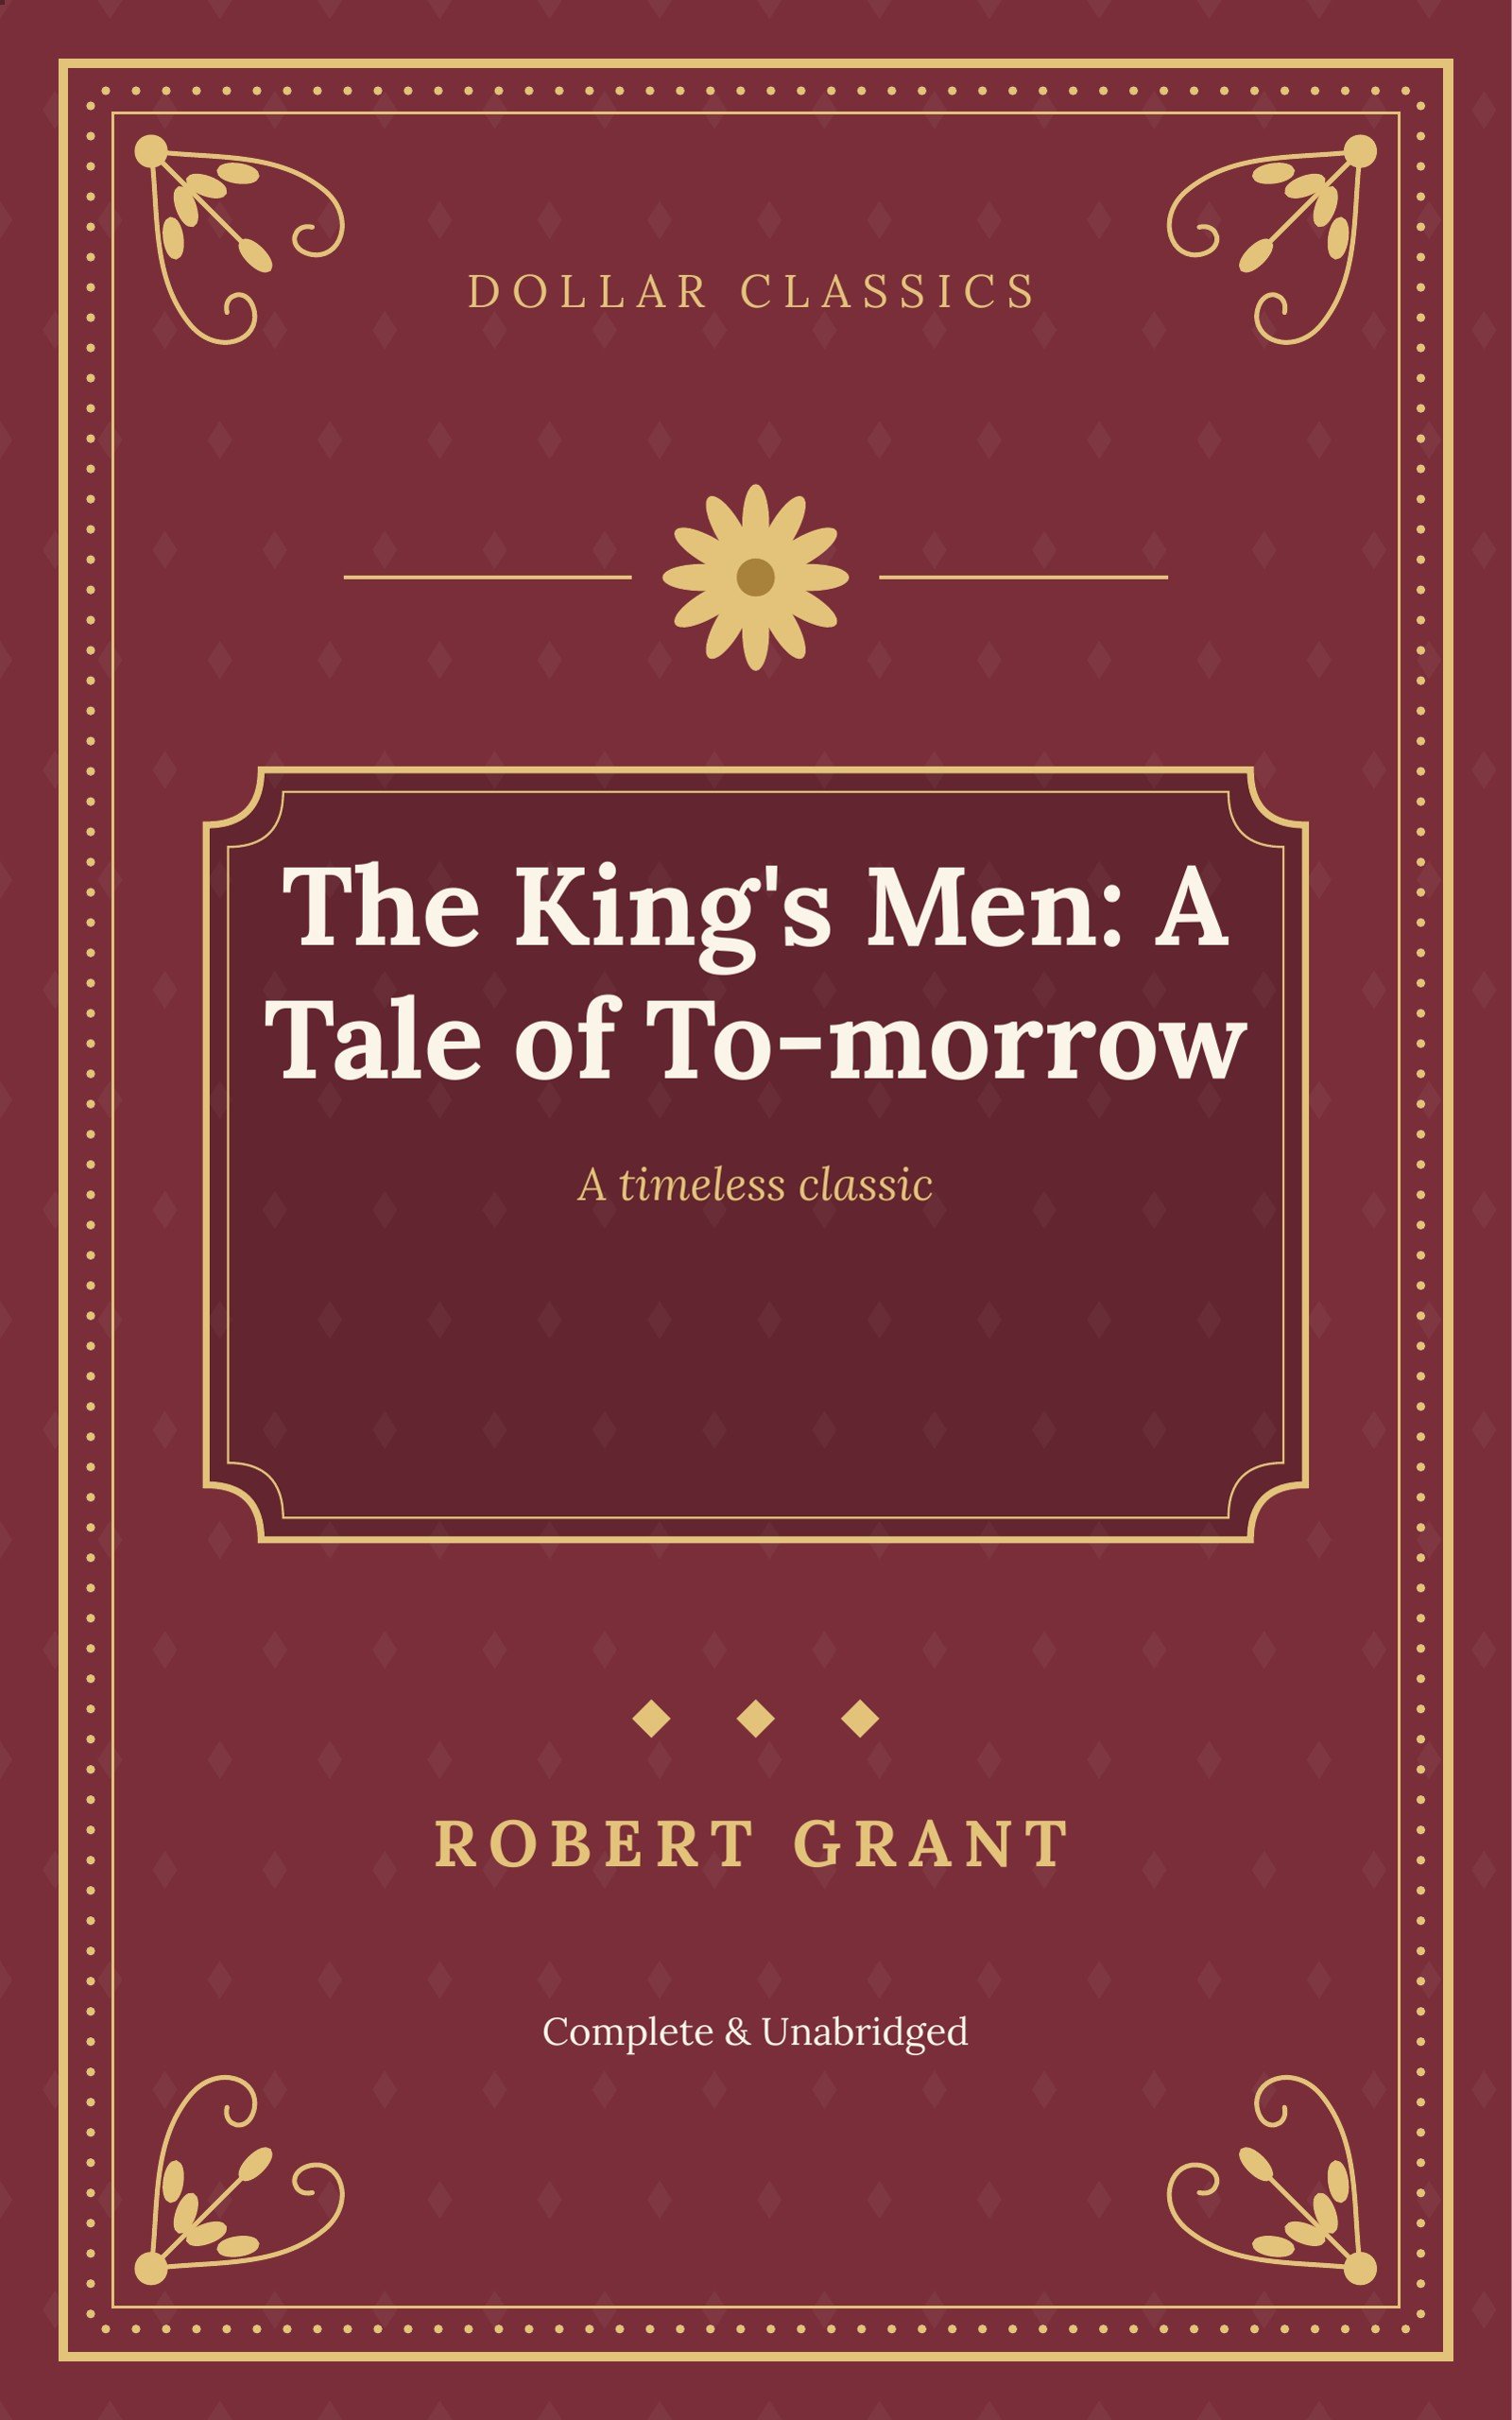 DOLLAR CLASSICS
The King's Men: A
Tale of To-morrow
A timeless classic
ROBERT GRANT
Complete & Unabridged